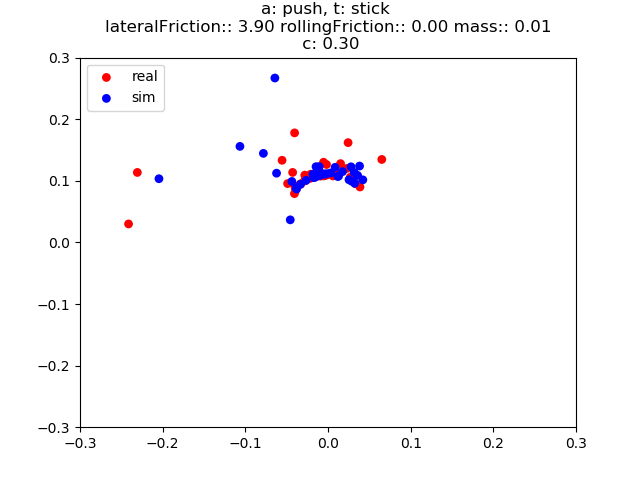 a: push, t: stick
lateralFriction:: 3.90 rollingFriction:: 0.00 mass:: 0.01
c: 0.30
real
sim
0.3
0.2
0.1
0.0
−0.1
−0.2
−0.3
−0.3 −0.2 −0.1 0.0 0.1 0.2 0.3